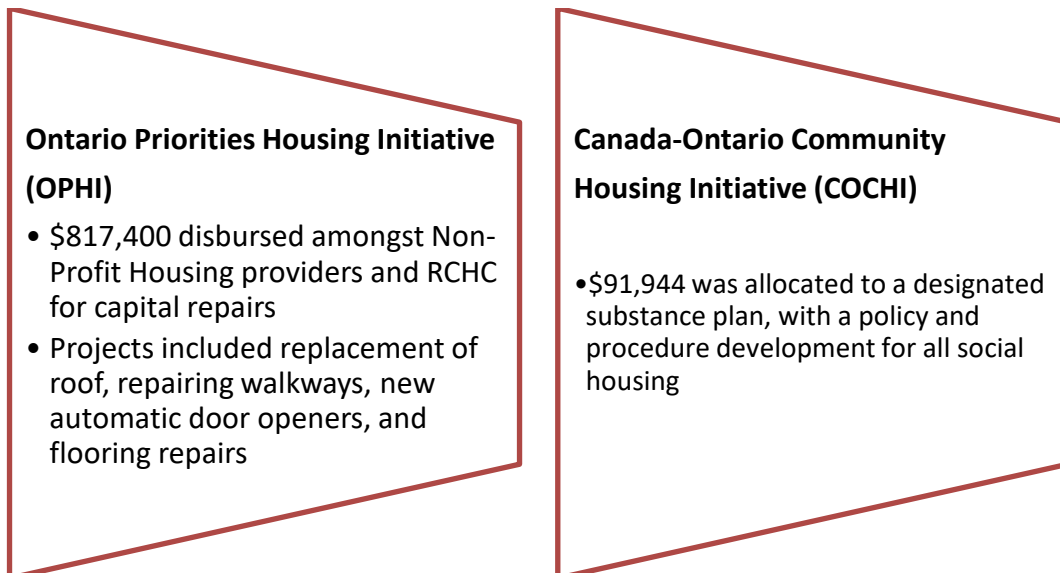 Ontario Priorities Housing Initiative
(OPHI)
• $817,400 disbursed amongst Non-
Profit Housing providers and RCHC
for capital repairs
• Projects included replacement of
roof, repairing walkways, new
automatic door openers, and
flooring repairs
Canada-Ontario Community
Housing Initiative (COCHI)
•$91,944 was allocated to a designated
substance plan, with a policy and
procedure development for all social
housing